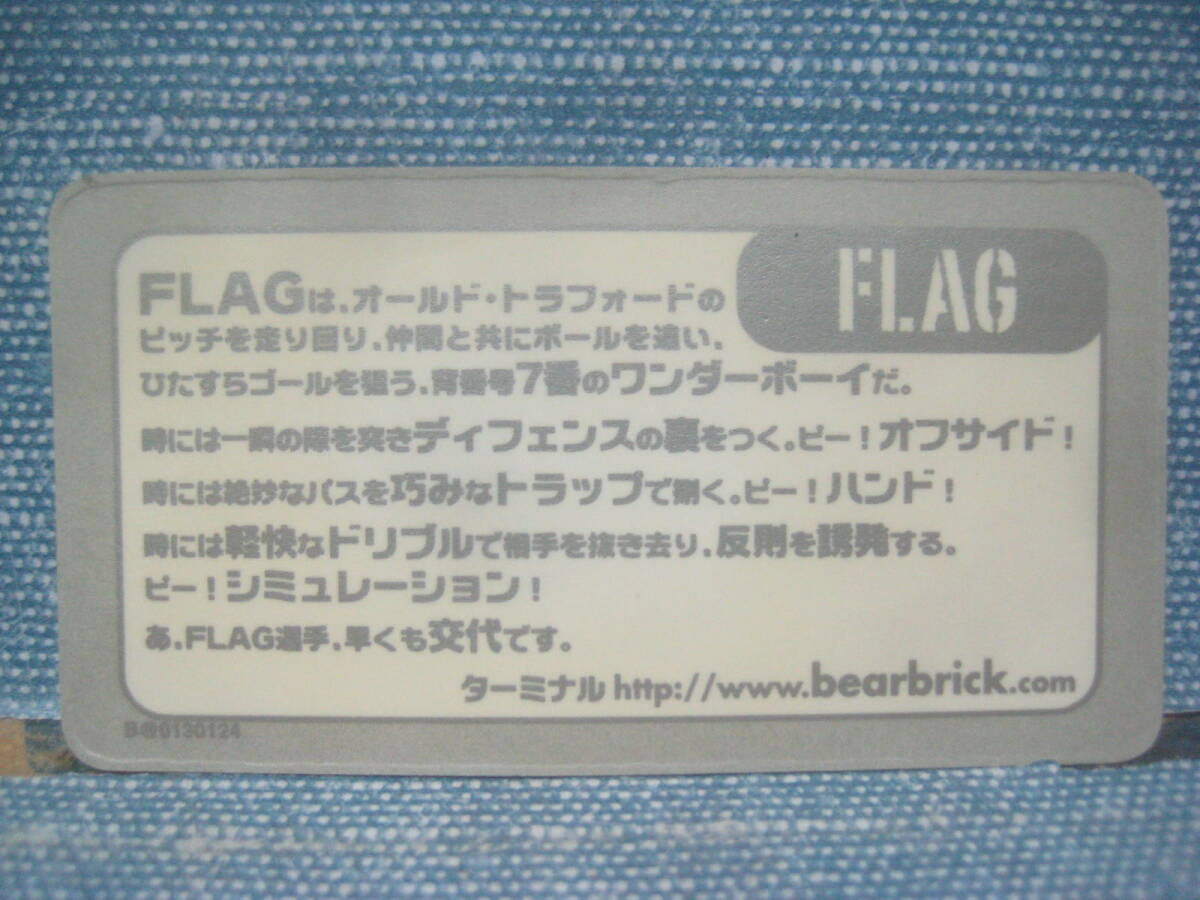 FLAG
FLAGは、オールド・トラフォードの
ピッチを走り回り、仲間と共にボールを追い、
ひたすらゴールを狙う、背番号7番のワンダーボーイだ。
時には一瞬の隙を突きディフェンスの裏をつく。ピー！オフサイド！
時には絶妙なパスを巧みなトラップで捌く。ピー！ハンド！
時には軽快なドリブルで相手を抜き去り、反則を誘発する。
ピー！シミュレーション！
あ、FLAG選手、早くも交代です。
ターミナル http://www.bearbrick.com